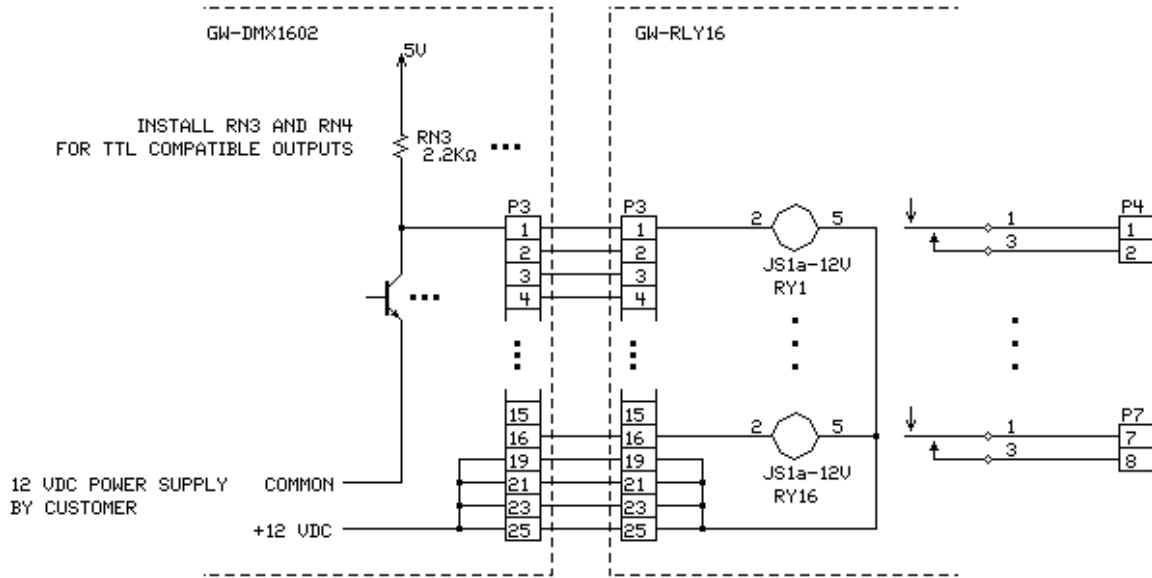 GW-DMX1602
GW-RLY16
5V
INSTALL RN3 AND RN4
FOR TTL COMPATIBLE OUTPUTS
RN3
2.2KΩ
P3
1
2
3
4
15
16
19
21
23
25
P3
1
2
3
4
15
16
19
21
23
25
2
5
JS1a-12V
RY1
2
5
JS1a-12V
RY16
1
3
P4
1
2
1
3
P7
7
8
12 VDC POWER SUPPLY
BY CUSTOMER
COMMON
+12 VDC